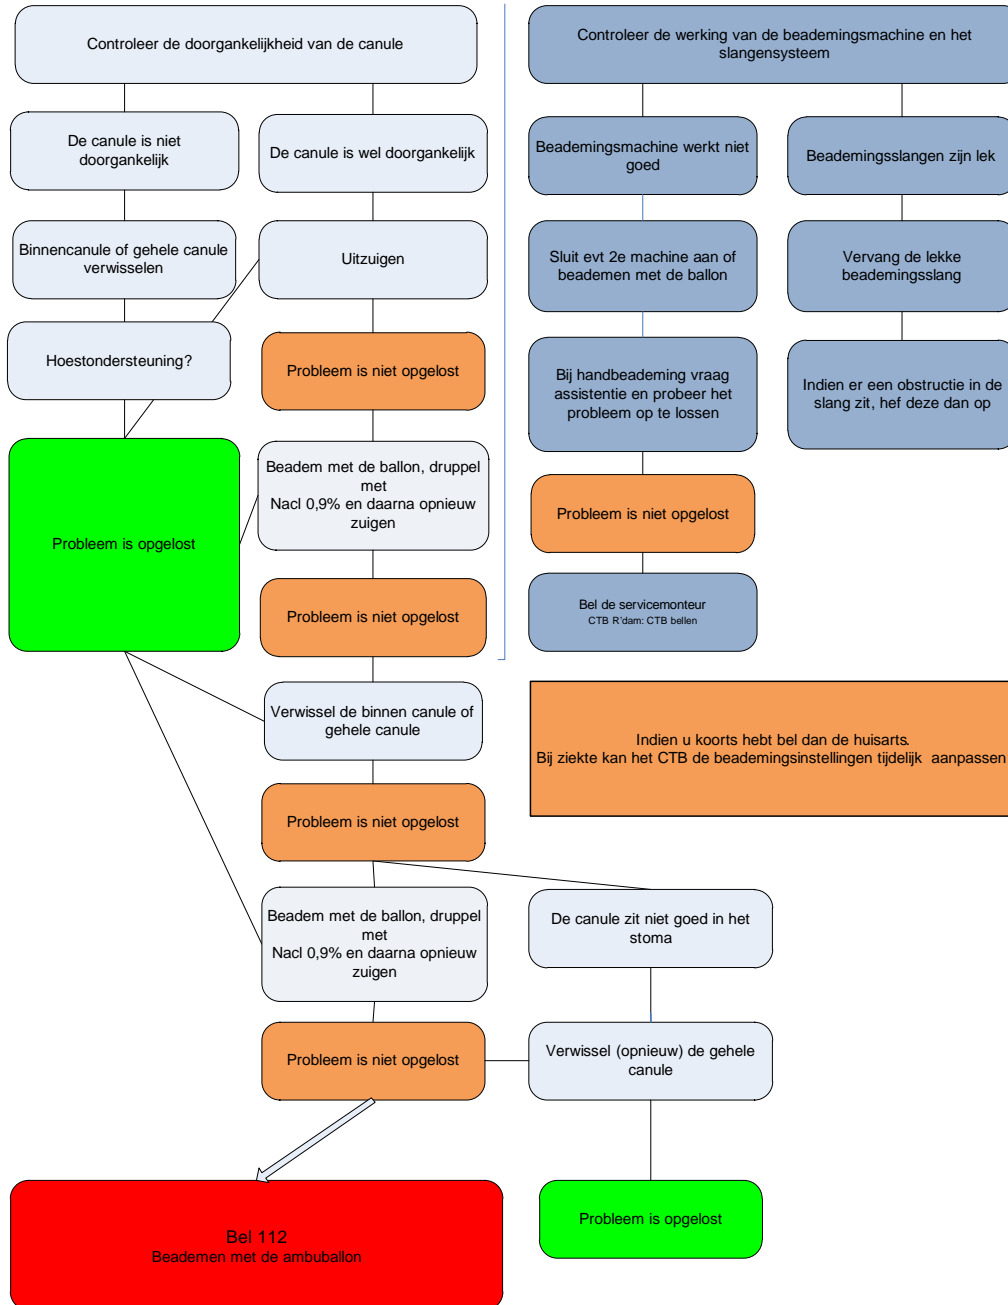 Controleer de doorgankelijkheid van de canule
De canule is niet
doorgankelijk
De canule is wel doorgankelijk
Binnencanule of gehele canule
verwisselen
Uitzuigen
Hoestondersteuning?
Probleem is niet opgelost
Probleem is opgelost
Beadem met de ballon, druppel
met
Nacl 0,9% en daarna opnieuw
zuigen
Probleem is niet opgelost
Verwissel de binnen canule of
gehele canule
Probleem is niet opgelost
Beadem met de ballon, druppel
met
Nacl 0,9% en daarna opnieuw
zuigen
De canule zit niet goed in het
stoma
Probleem is niet opgelost
Verwissel (opnieuw) de gehele
canule
Bel 112
Beademen met de ambuballon
Probleem is opgelost
Controleer de werking van de beademingsmachine en het
slangensysteem
Beademingsmachine werkt niet
goed
Beademingsslangen zijn lek
Sluit evt 2e machine aan of
beademen met de ballon
Vervang de lekke
beademingsslang
Bij handbeademing vraag
assistentie en probeer het
probleem op te lossen
Indien er een obstructie in de
slang zit, hef deze dan op
Probleem is niet opgelost
Bel de servicemonteur
CTB R'dam: CTB bellen
Indien u koorts hebt bel dan de huisarts.
Bij ziekte kan het CTB de beademingsinstellingen tijdelijk aanpassen